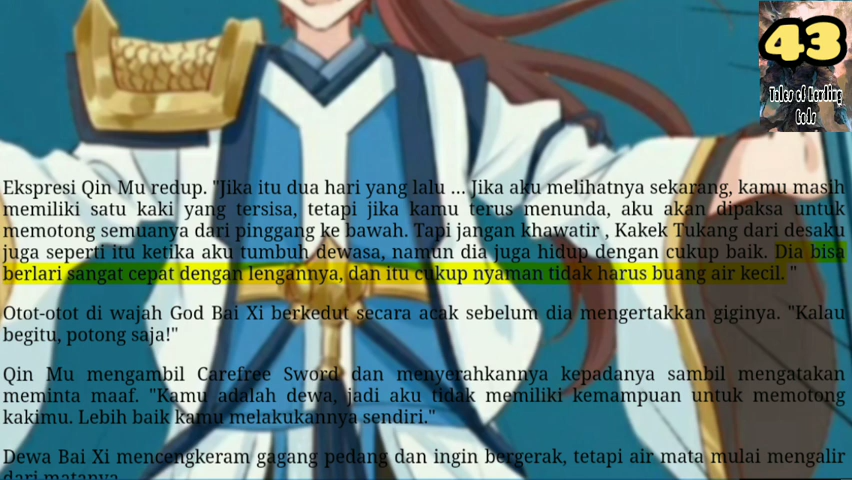 43
Tales of Herding
Gods
Ekspresi Qin Mu redup. "Jika itu dua hari yang lalu ... Jika aku melihatnya sekarang, kamu masih
memiliki satu kaki yang tersisa, tetapi jika kamu terus menunda, aku akan dipaksa untuk
memotong semuanya dari pinggang ke bawah. Tapi jangan khawatir , Kakek Tukang dari desaku
juga seperti itu ketika aku tumbuh dewasa, namun dia juga hidup dengan cukup baik. Dia bisa
berlari sangat cepat dengan lengannya, dan itu cukup nyaman tidak harus buang air kecil. "
Otot-otot di wajah God Bai Xi berkedut secara acak sebelum dia mengertakkan giginya. "Kalau
begitu, potong saja!"
Qin Mu mengambil Carefree Sword dan menyerahkannya kepadanya sambil mengatakan
meminta maaf. "Kamu adalah dewa, jadi aku tidak memiliki kemampuan untuk memotong
kakimu. Lebih baik kamu melakukannya sendiri."
Dewa Bai Xi mencengkeram gagang pedang dan ingin bergerak, tetapi air mata mulai mengalir
dari matanya